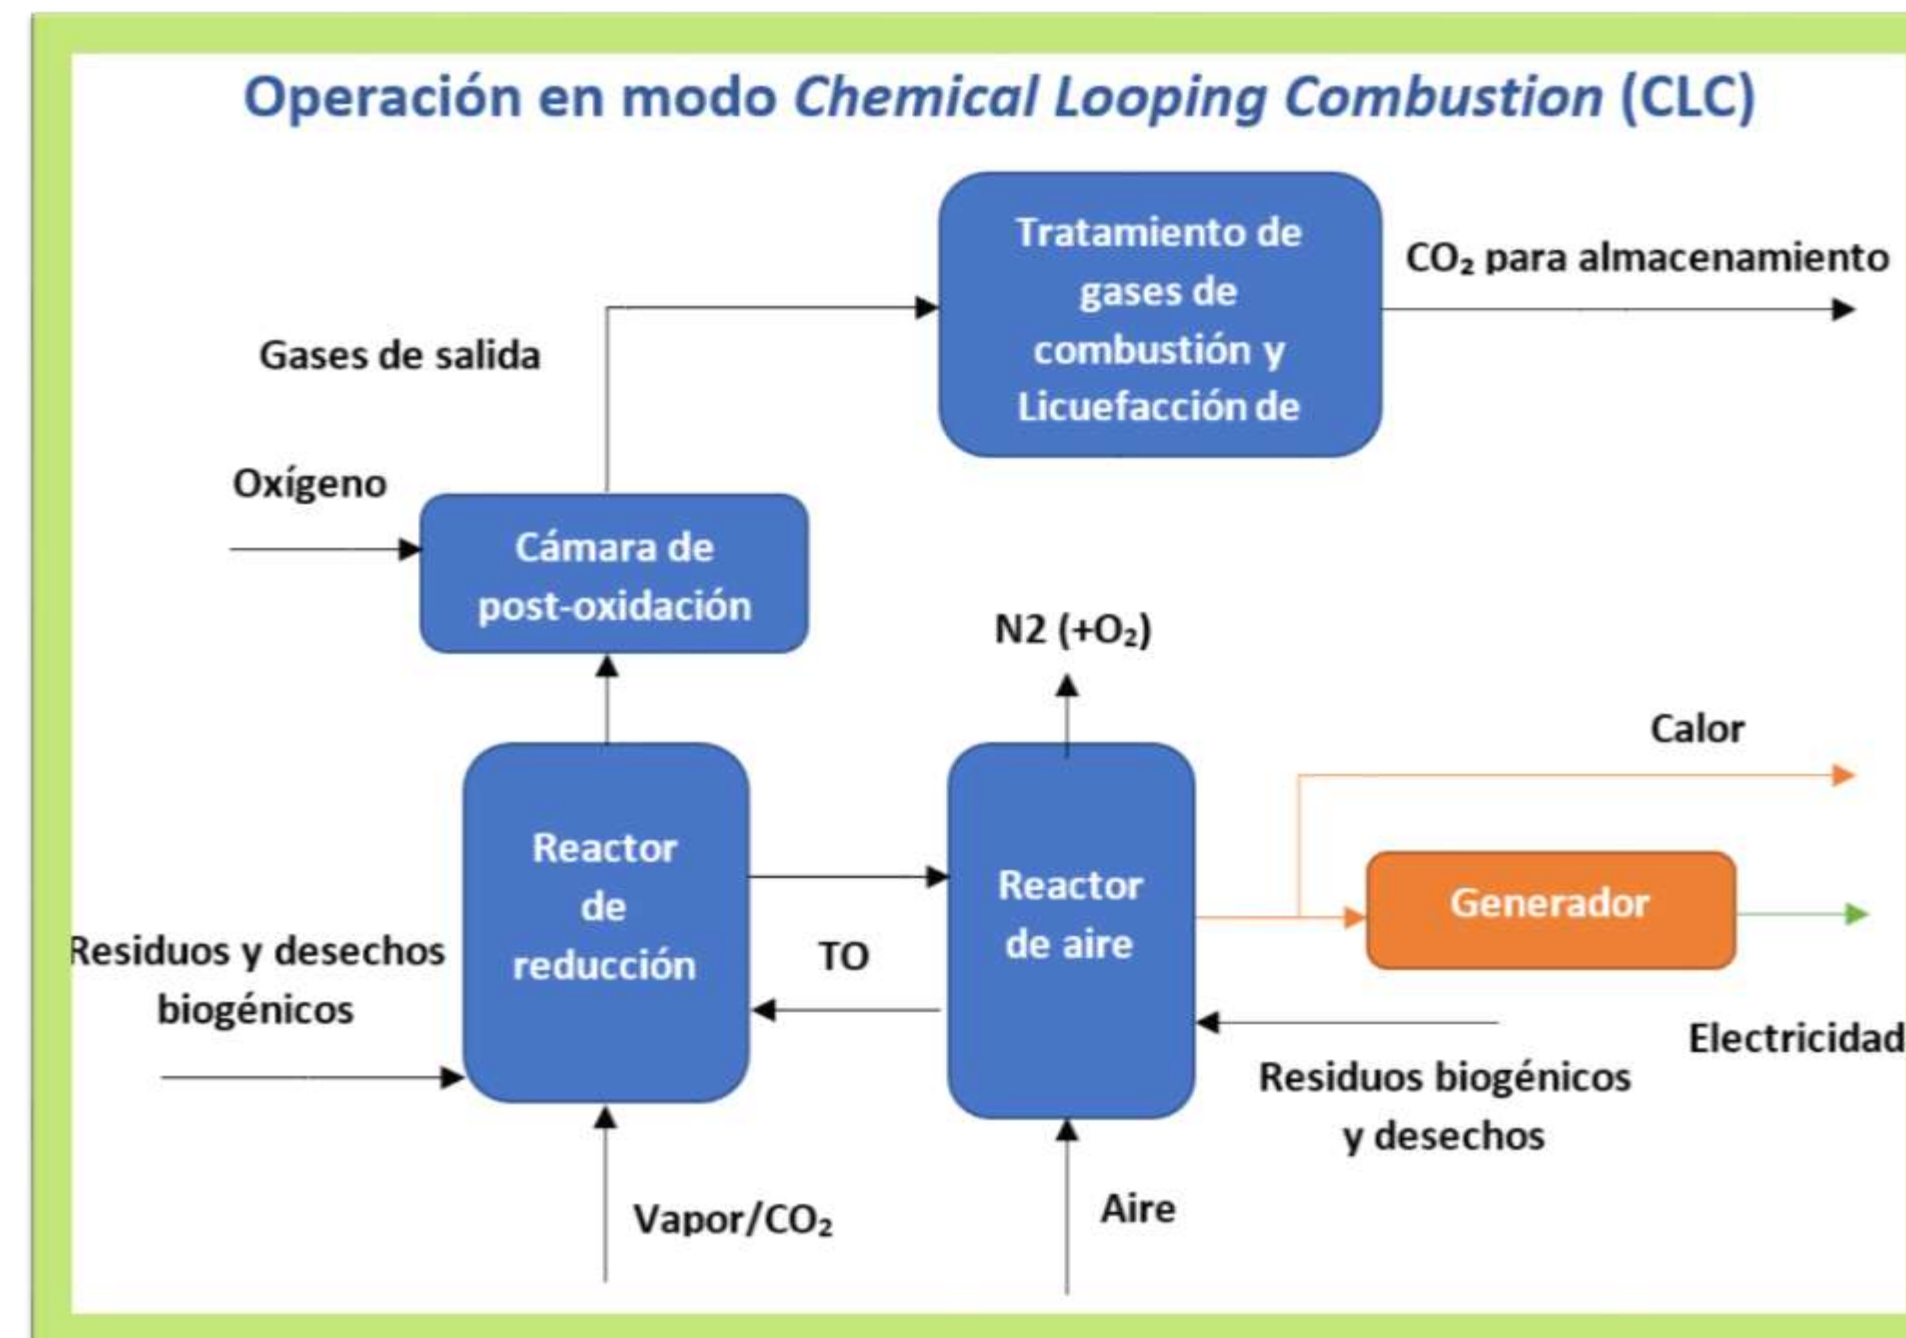 Operación en modo Chemical Looping Combustion (CLC)
Tratamiento de
gases de
combustión y
Licuefacción de
CO₂ para almacenamiento
Gases de salida
Oxígeno
Cámara de
post-oxidación
N2 (+O₂)
Calor
Reactor
de
reducción
Reactor
de aire
Generador
TO
Residuos y desechos
biogénicos
Electricidad
Residuos biogénicos
y desechos
Vapor/CO₂
Aire